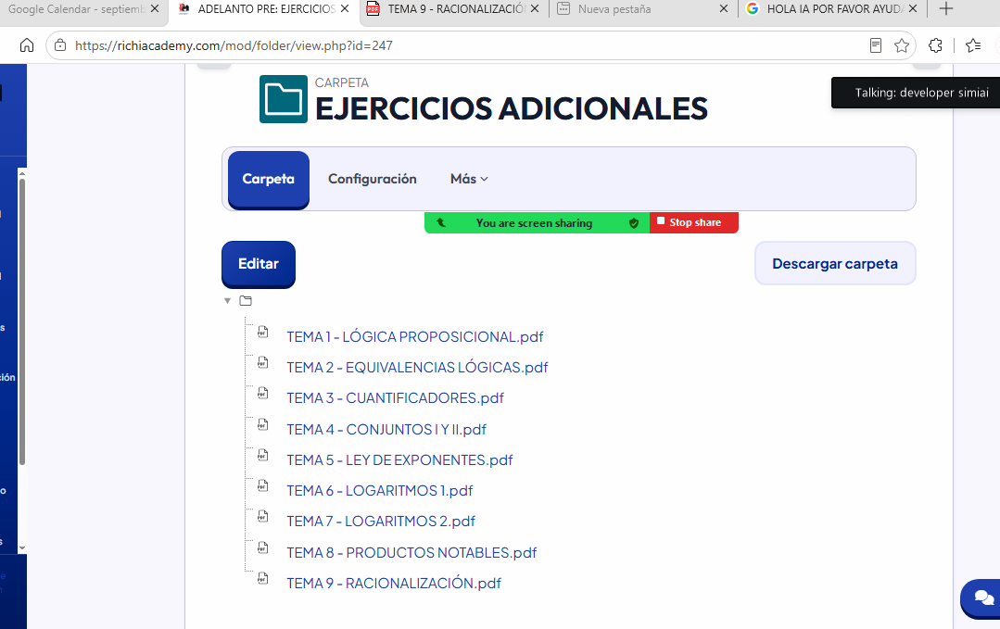 Google Calendar - septiemb
ADELANTO PRE: EJERCICIOS
TEMA 9 - RACIONALIZACIÓ
Nueva pestaña
HOLA IA POR FAVOR AYUDA
https://richiacademy.com/mod/folder/view.php?id=247
CARPETA
EJERCICIOS ADICIONALES
Talking: developer simiai
Carpeta
Configuración
Más
You are screen sharing
Stop share
Editar
Descargar carpeta
TEMA 1 - LÓGICA PROPOSICIONAL.pdf
TEMA 2 - EQUIVALENCIAS LÓGICAS.pdf
TEMA 3 - CUANTIFICADORES.pdf
TEMA 4 - CONJUNTOS I Y II.pdf
ción
TEMA 5 - LEY DE EXPONENTES.pdf
TEMA 6 - LOGARITMOS 1.pdf
TEMA 7 - LOGARITMOS 2.pdf
TEMA 8 - PRODUCTOS NOTABLES.pdf
TEMA 9 - RACIONALIZACIÓN.pdf